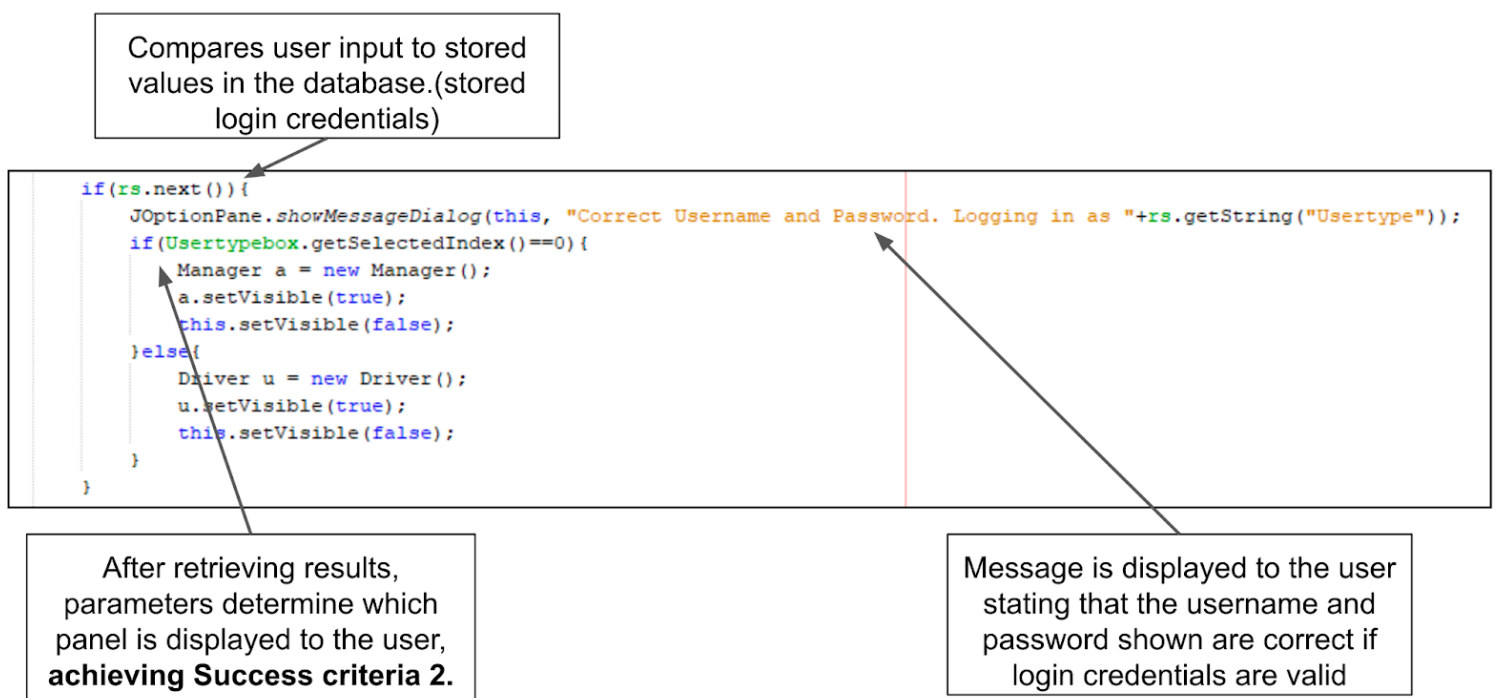 Compares user input to stored
values in the database.(stored
login credentials)
if(rs.next()){
JOptionPane.showMessageDialog(this, "Correct Username and Password. Logging in as "+rs.getString("Usertype"));
if(Usertypebox.getSelectedIndex()==0){
Manager a = new Manager();
a.setVisible(true);
this.setVisible(false);
}else{
Driver u = new Driver();
u.setVisible(true);
this.setVisible(false);
}
}
After retrieving results,
parameters determine which
panel is displayed to the user,
achieving Success criteria 2.
Message is displayed to the user
stating that the username and
password shown are correct if
login credentials are valid